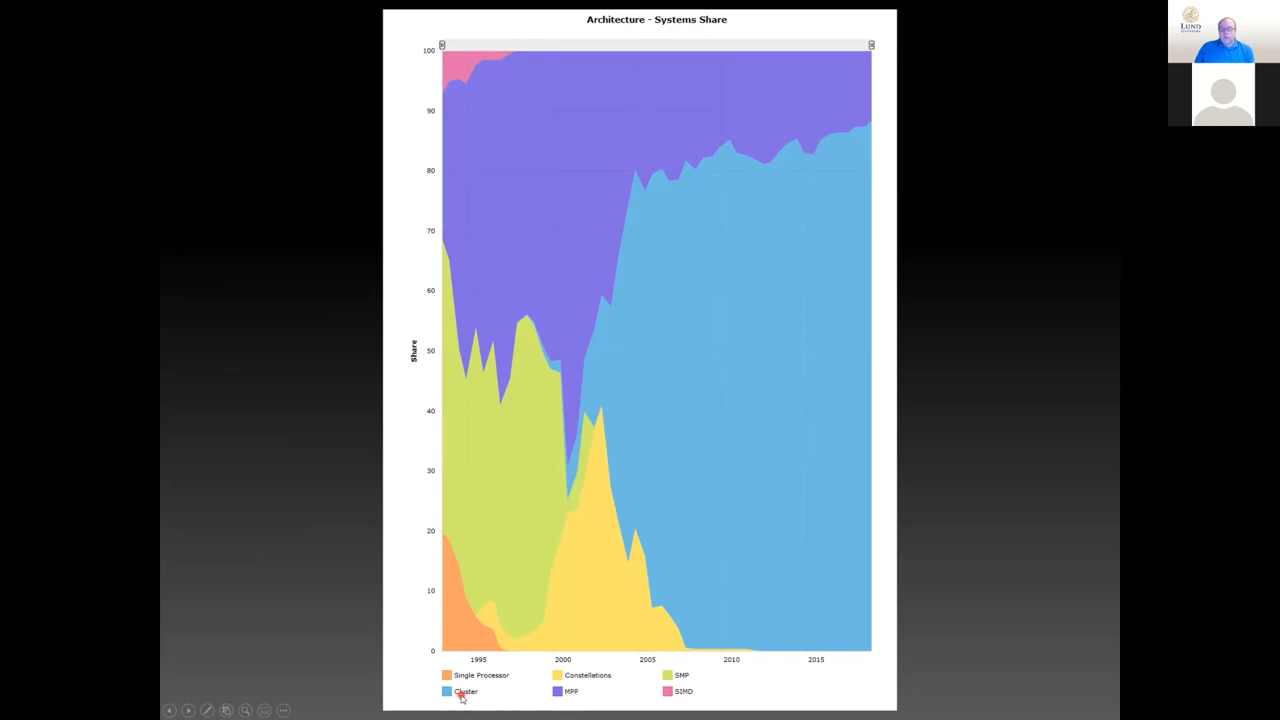 Architecture - Systems Share
LUND
100
90
80
70
60
50
40
30
20
10
0
Share
1995 2000 2005 2010 2015
Single Processor Constellations SMP
Cluster MPP SIMD